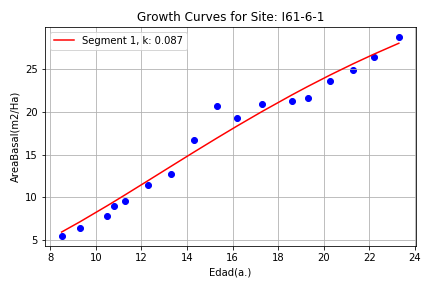 Growth Curves for Site: I61-6-1
Segment 1, k: 0.087
AreaBasal(m2/Ha)
25
20
15
10
5
8 10 12 14 16 18 20 22 24
Edad(a.)